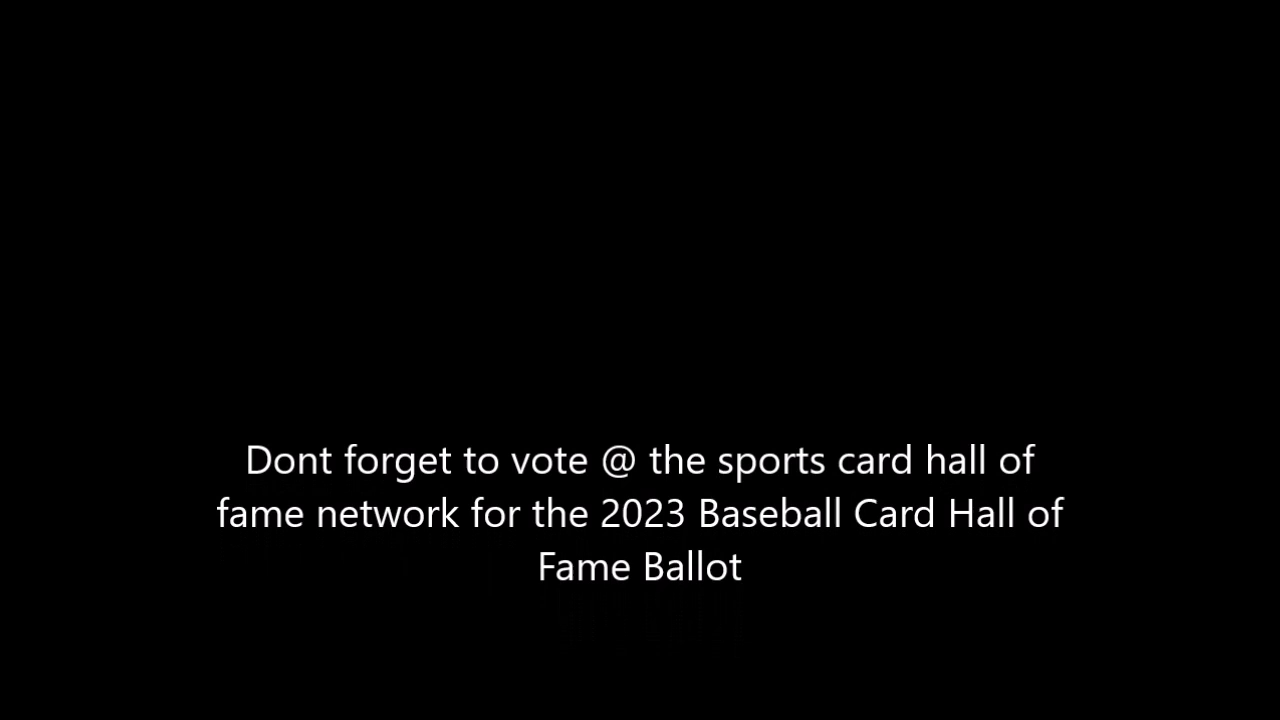 Dont forget to vote @ the sports card hall of
fame network for the 2023 Baseball Card Hall of
Fame Ballot